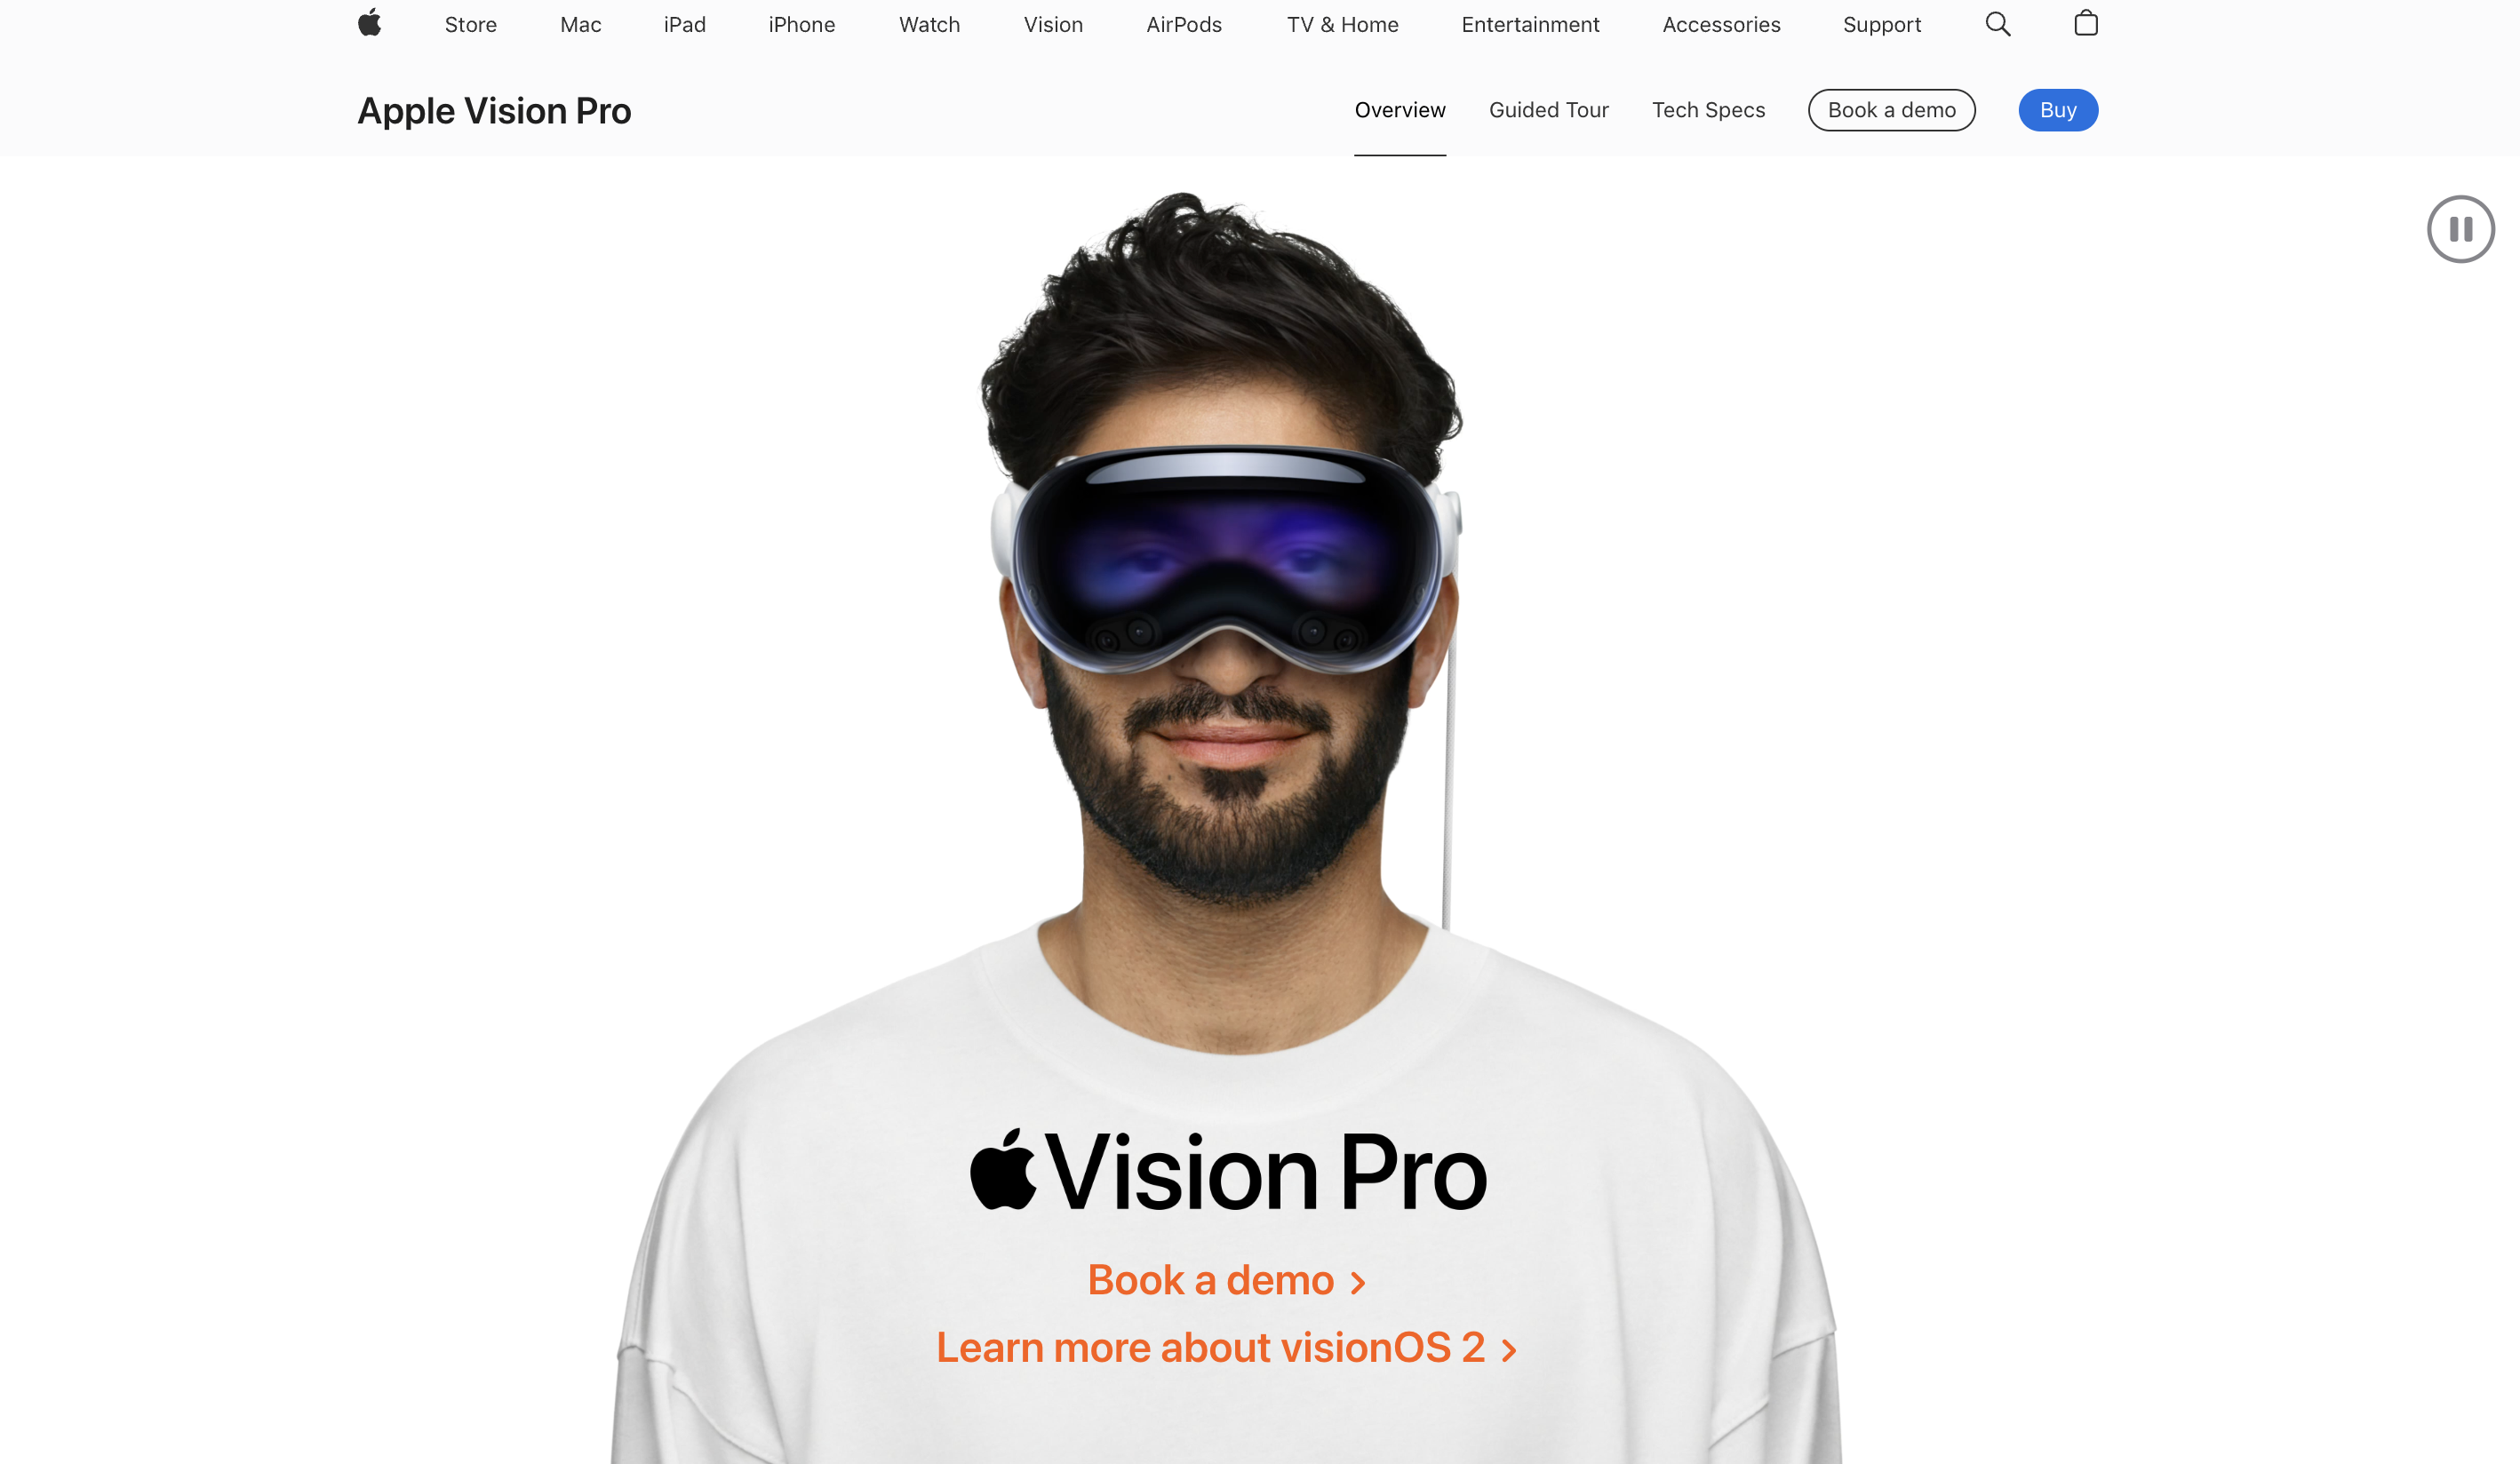 Store Mac iPad iPhone Watch Vision AirPods TV & Home Entertainment Accessories Support
Apple Vision Pro Overview Guided Tour Tech Specs Book a demo Buy
Vision Pro
Book a demo >
Learn more about visionOS 2 >